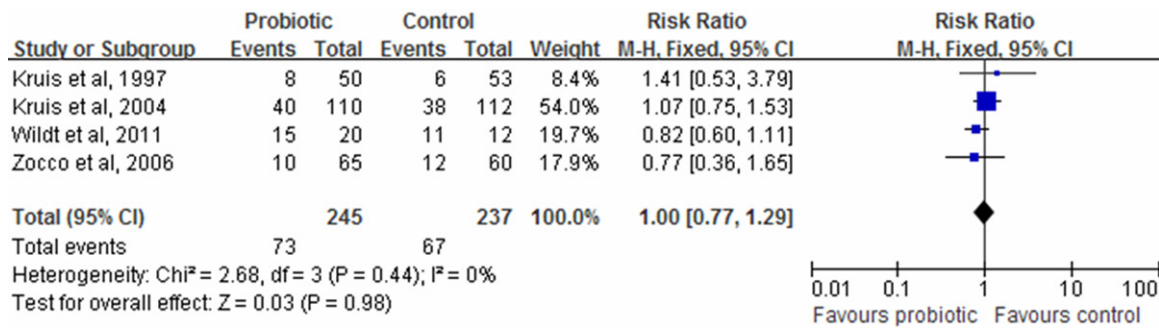 Probiotic Control Risk Ratio Risk Ratio
Study or Subgroup Events Total Events Total Weight M-H, Fixed, 95% CI M-H, Fixed, 95% CI
Kruis et al, 1997 8 50 6 53 8.4% 1.41 [0.53, 3.79]
Kruis et al, 2004 40 110 38 112 54.0% 1.07 [0.75, 1.53]
Wildt et al, 2011 15 20 11 12 19.7% 0.82 [0.60, 1.11]
Zocco et al, 2006 10 65 12 60 17.9% 0.77 [0.36, 1.65]
Total (95% CI) 245 237 100.0% 1.00 [0.77, 1.29]
Total events 73 67
Heterogeneity: Chi² = 2.68, df = 3 (P = 0.44); I² = 0%
Test for overall effect: Z = 0.03 (P = 0.98)
0.01 0.1 1 10 100
Favours probiotic Favours control